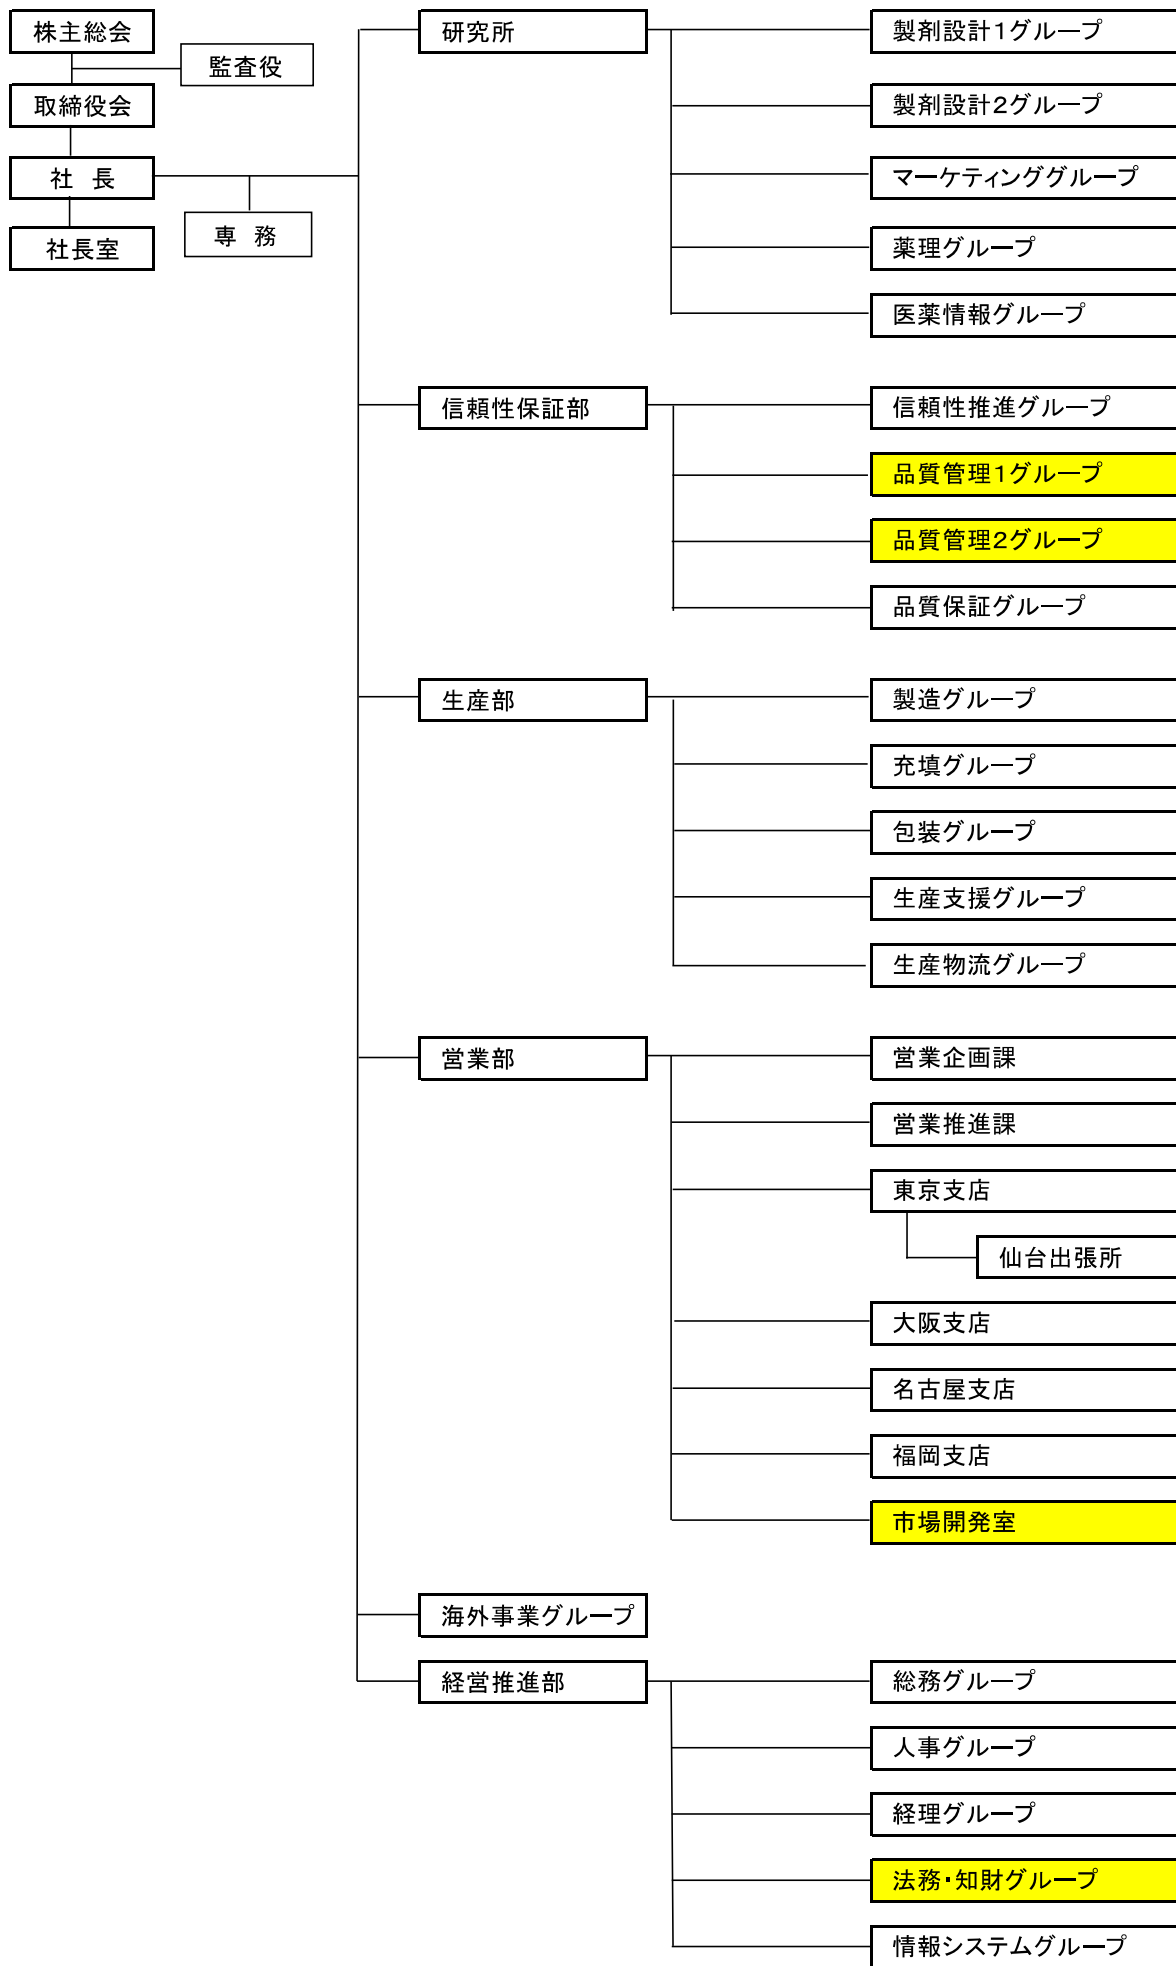 株主総会
監査役
取締役会
社 長
専 務
社長室
研究所
製剤設計1グループ
製剤設計2グループ
マーケティンググループ
薬理グループ
医薬情報グループ
信頼性保証部
信頼性推進グループ
品質管理1グループ
品質管理2グループ
品質保証グループ
生産部
製造グループ
充填グループ
包装グループ
生産支援グループ
生産物流グループ
営業部
営業企画課
営業推進課
東京支店
仙台出張所
大阪支店
名古屋支店
福岡支店
市場開発室
海外事業グループ
経営推進部
総務グループ
人事グループ
経理グループ
法務・知財グループ
情報システムグループ